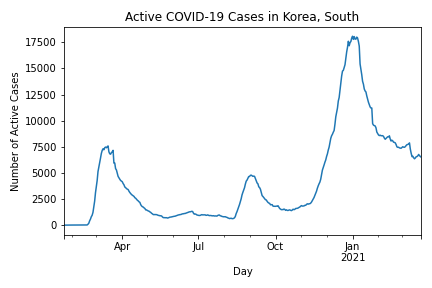 Active COVID-19 Cases in Korea, South
Number of Active Cases
17500
15000
12500
10000
7500
5000
2500
0
Apr Jul Oct Jan
2021
Day